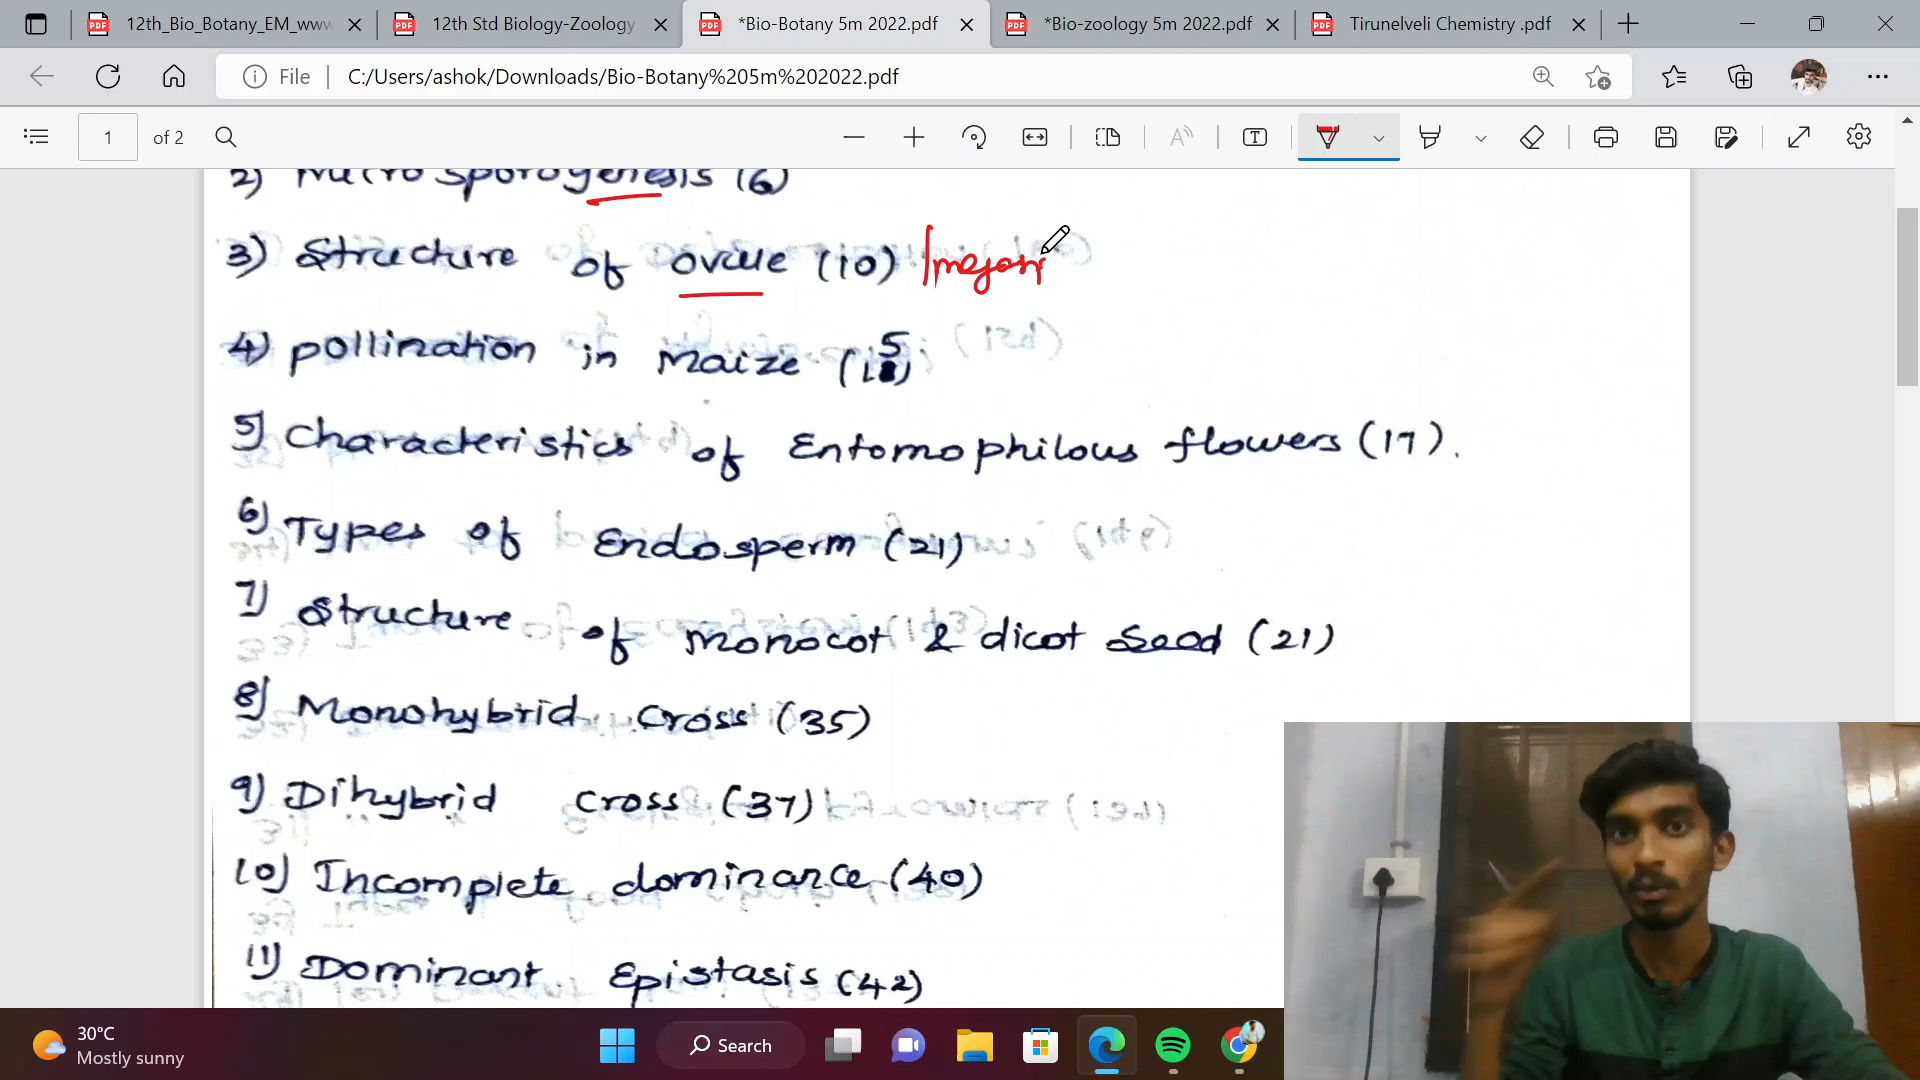 12th_Bio_Botany_EM_www
12th Std Biology-Zoology
*Bio-Botany 5m 2022.pdf
*Bio-zoology 5m 2022.pdf
Tirunelveli Chemistry .pdf
File
C:/Users/ashok/Downloads/Bio-Botany%205m%202022.pdf
1 of 2
2) Microsporogenesis (6)
3) Structure of ovule (10)
4) pollination in Maize (15)
5) Characteristics of Entomophilous flowers (17).
6) Types of Endosperm (21)
7) Structure of monocot & dicot Seed (21)
8) Monohybrid Cross (35)
9) Dihybrid cross (37)
10) Incomplete dominance (40)
11) Dominant Epistasis (42)
30°C
Mostly sunny
Search